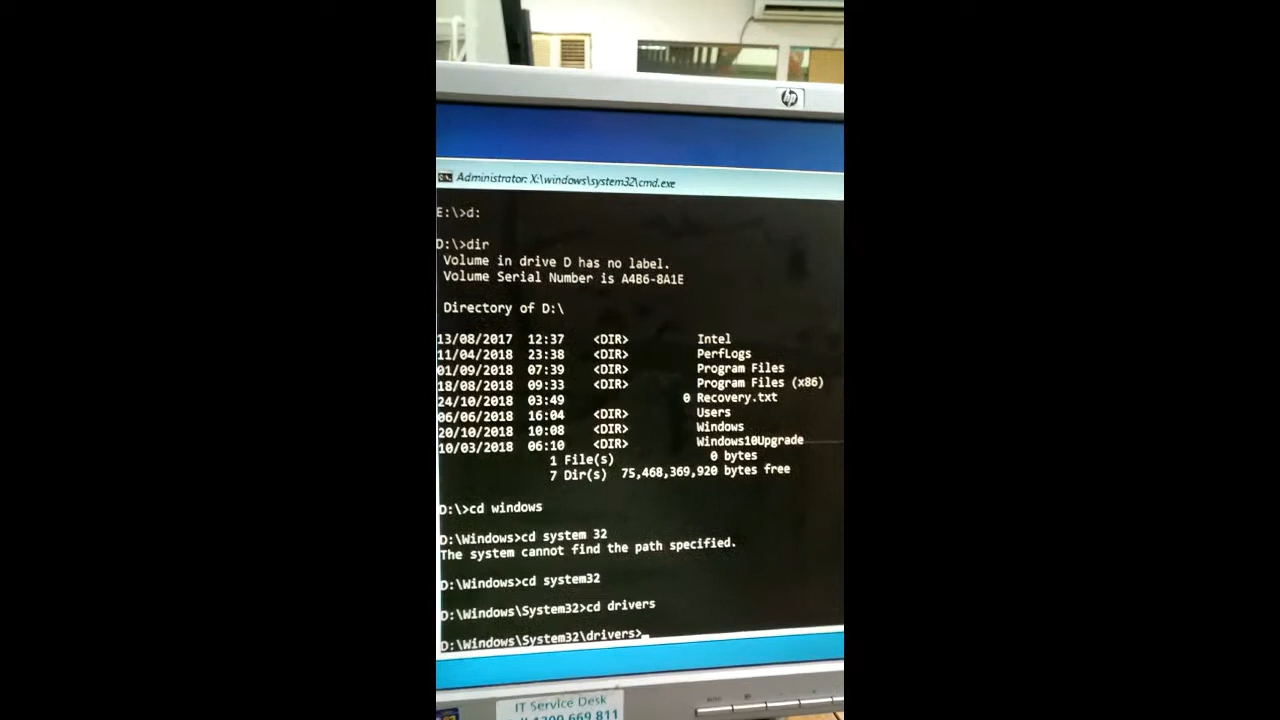 hp
Administrator: X:\windows\system32\cmd.exe
E:\>d:
D:\>dir
Volume in drive D has no label.
Volume Serial Number is A4B6-8A1E
Directory of D:\
13/08/2017 12:37 <DIR> Intel
11/04/2018 23:38 <DIR> PerfLogs
01/09/2018 07:39 <DIR> Program Files
18/08/2018 09:33 <DIR> Program Files (x86)
24/10/2018 03:49 0 Recovery.txt
06/06/2018 16:04 <DIR> Users
20/10/2018 10:08 <DIR> Windows
10/03/2018 06:10 <DIR> Windows10Upgrade
1 File(s) 0 bytes
7 Dir(s) 75,468,369,920 bytes free
D:\>cd windows
D:\Windows>cd system 32
The system cannot find the path specified.
D:\Windows>cd system32
D:\Windows\System32>cd drivers
D:\Windows\System32\drivers>
IT Service Desk
1300 669 811